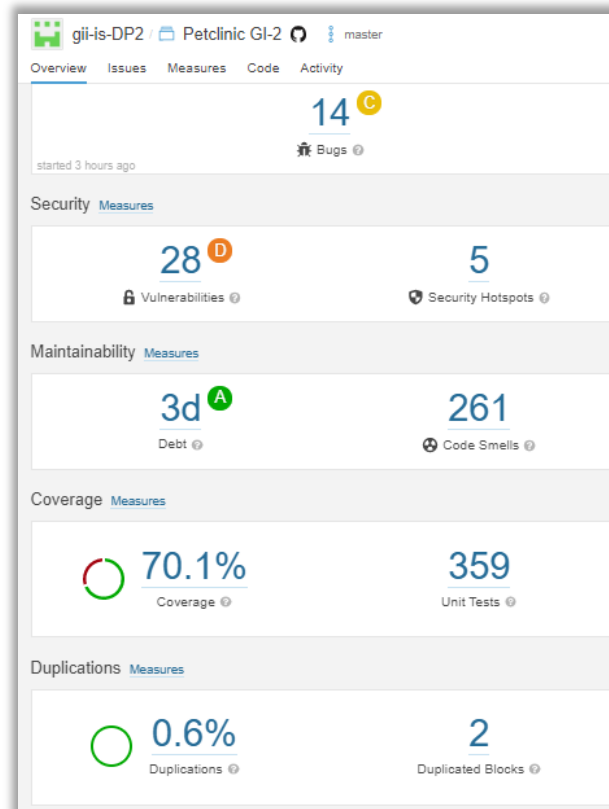 gii-is-DP2 / Petclinic GI-2 master
Overview Issues Measures Code Activity
14 C
Bugs
started 3 hours ago
Security Measures
28 D 5
Vulnerabilities Security Hotspots
Maintainability Measures
3d A 261
Debt Code Smells
Coverage Measures
70.1% 359
Coverage Unit Tests
Duplications Measures
0.6% 2
Duplications Duplicated Blocks